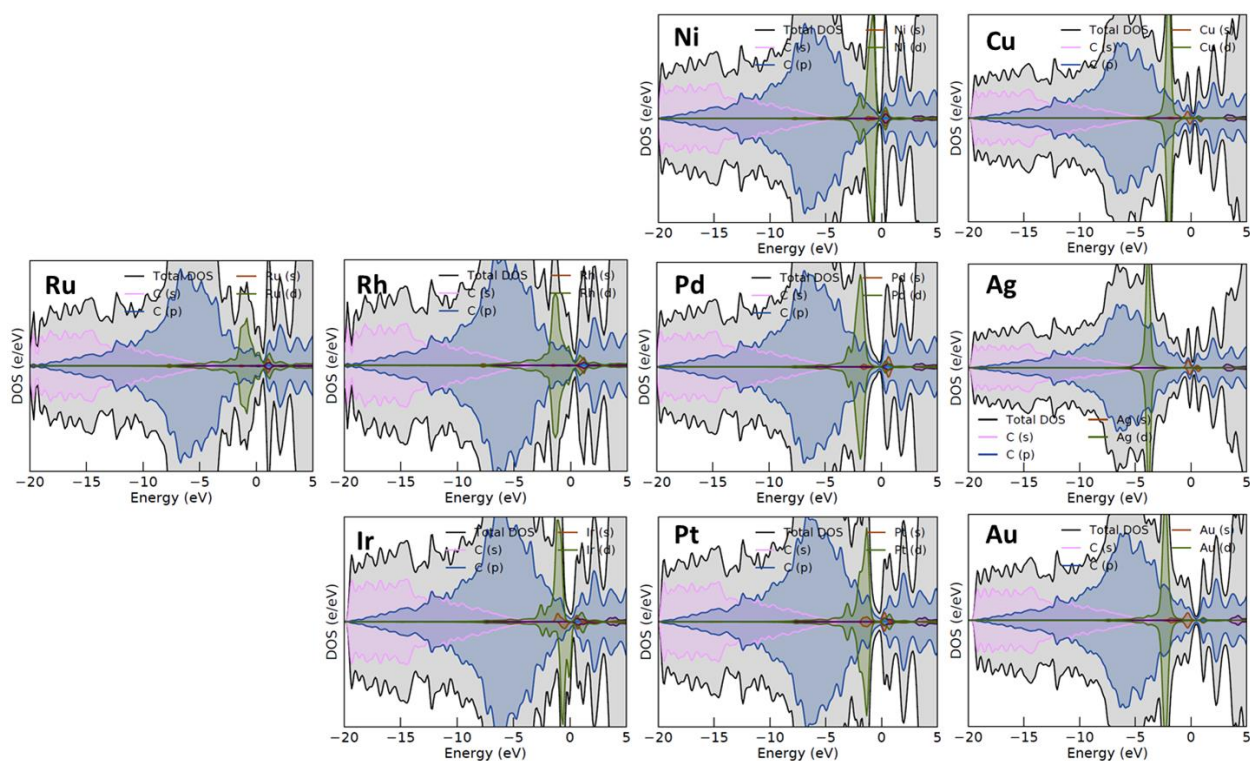 Ni
Total DOS
C (s)
C (p)
Ni (s)
Ni (d)
DOS (e/eV)
−20 −15 −10 −5 0 5
Energy (eV)
Cu
Total DOS
C (s)
C (p)
Cu (s)
Cu (d)
DOS (e/eV)
−20 −15 −10 −5 0 5
Energy (eV)
Ru
Total DOS
C (s)
C (p)
Ru (s)
Ru (d)
DOS (e/eV)
−20 −15 −10 −5 0 5
Energy (eV)
Rh
Total DOS
C (s)
C (p)
Rh (s)
Rh (d)
DOS (e/eV)
−20 −15 −10 −5 0 5
Energy (eV)
Pd
Total DOS
C (s)
C (p)
Pd (s)
Pd (d)
DOS (e/eV)
−20 −15 −10 −5 0 5
Energy (eV)
Ag
Total DOS
C (s)
C (p)
Ag (s)
Ag (d)
DOS (e/eV)
−20 −15 −10 −5 0 5
Energy (eV)
Ir
Total DOS
C (s)
C (p)
Ir (s)
Ir (d)
DOS (e/eV)
−20 −15 −10 −5 0 5
Energy (eV)
Pt
Total DOS
C (s)
C (p)
Pt (s)
Pt (d)
DOS (e/eV)
−20 −15 −10 −5 0 5
Energy (eV)
Au
Total DOS
C (s)
C (p)
Au (s)
Au (d)
DOS (e/eV)
−20 −15 −10 −5 0 5
Energy (eV)